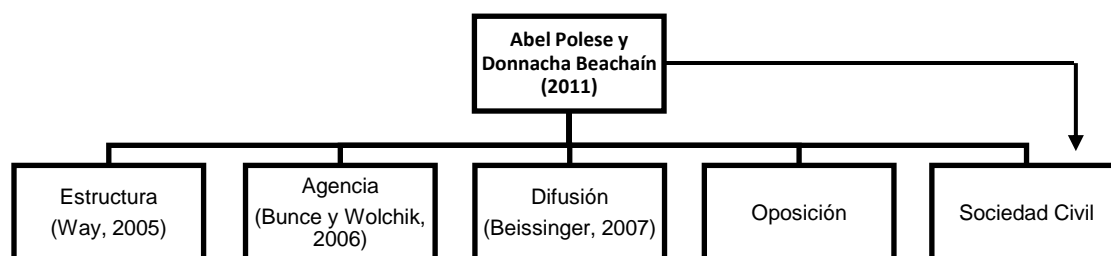 Abel Polese y
Donnacha Beachaín
(2011)
Estructura
(Way, 2005)
Agencia
(Bunce y Wolchik,
2006)
Difusión
(Beissinger, 2007)
Oposición
Sociedad Civil